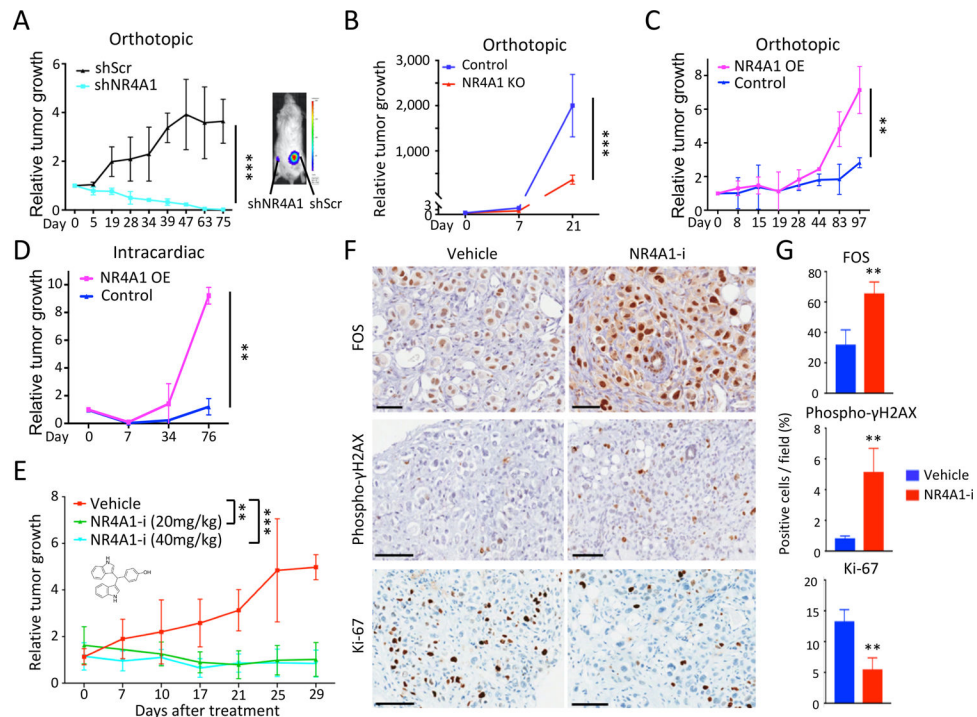 A
Orthotopic
shScr
shNR4A1
Relative tumor growth
6
5
4
3
2
1
0
Day 0 5 19 28 34 39 47 63 75
***
shNR4A1 shScr
B
Orthotopic
Control
NR4A1 KO
Relative tumor growth
3,000
2,000
1,000
3
0
Day 0 7 21
***
C
Orthotopic
NR4A1 OE
Control
Relative tumor growth
10
8
6
4
2
0
Day 0 8 15 19 28 44 83 97
**
D
Intracardiac
NR4A1 OE
Control
Relative tumor growth
10
8
6
4
2
0
Day 0 7 34 76
**
E
Vehicle
NR4A1-i (20mg/kg)
NR4A1-i (40mg/kg)
**
***
OH
Relative tumor growth
8
6
4
2
0
0 7 10 17 21 25 29
Days after treatment
F
Vehicle NR4A1-i
FOS
Phospho-γH2AX
Ki-67
G
FOS
80
60
40
20
0
**
Phospho-γH2AX
8
6
4
2
0
**
Vehicle
NR4A1-i
Ki-67
20
15
10
5
0
**
Positive cells / field (%)